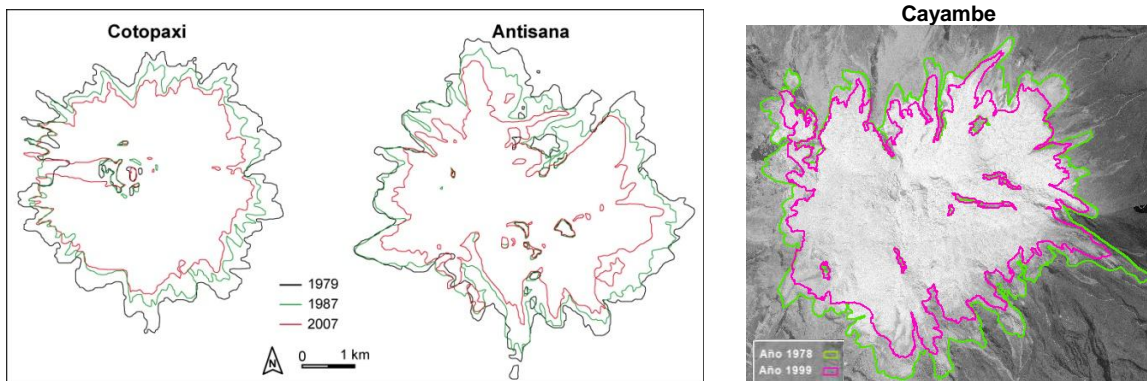 Cotopaxi
Antisana
1979
1987
2007
N
0 1 km
Cayambe
Año 1978
Año 1999